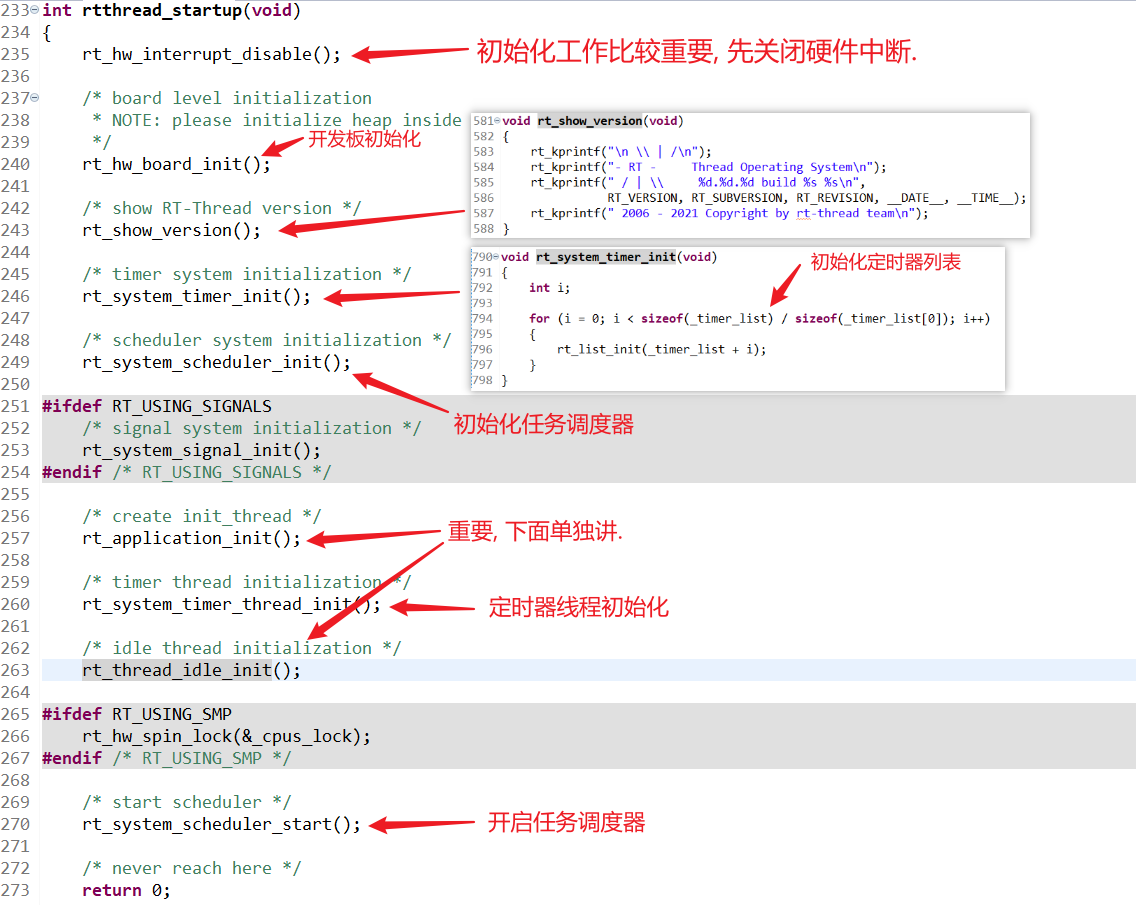 233 int rtthread_startup(void)
234 {
235 rt_hw_interrupt_disable();
初始化工作比较重要, 先关闭硬件中断.
236
237 /* board level initialization
238 * NOTE: please initialize heap inside
239 */
开发板初始化
240 rt_hw_board_init();
241
242 /* show RT-Thread version */
243 rt_show_version();
581 void rt_show_version(void)
582 {
583 rt_kprintf("\n \\ | /\n");
584 rt_kprintf("- RT -     Thread Operating System\n");
585 rt_kprintf(" / | \\     %d.%d.%d build %s %s\n",
586 RT_VERSION, RT_SUBVERSION, RT_REVISION, __DATE__, __TIME__);
587 rt_kprintf(" 2006 - 2021 Copyright by rt-thread team\n");
588 }
244
245 /* timer system initialization */
246 rt_system_timer_init();
790 void rt_system_timer_init(void)
初始化定时器列表
791 {
792 int i;
793
794 for (i = 0; i < sizeof(_timer_list) / sizeof(_timer_list[0]); i++)
795 {
796 rt_list_init(_timer_list + i);
797 }
798 }
247
248 /* scheduler system initialization */
249 rt_system_scheduler_init();
初始化任务调度器
250
251 #ifdef RT_USING_SIGNALS
252 /* signal system initialization */
253 rt_system_signal_init();
254 #endif /* RT_USING_SIGNALS */
255
256 /* create init_thread */
257 rt_application_init();
重要, 下面单独讲.
258
259 /* timer thread initialization */
260 rt_system_timer_thread_init();
定时器线程初始化
261
262 /* idle thread initialization */
263 rt_thread_idle_init();
264
265 #ifdef RT_USING_SMP
266 rt_hw_spin_lock(&_cpus_lock);
267 #endif /* RT_USING_SMP */
268
269 /* start scheduler */
270 rt_system_scheduler_start();
开启任务调度器
271
272 /* never reach here */
273 return 0;